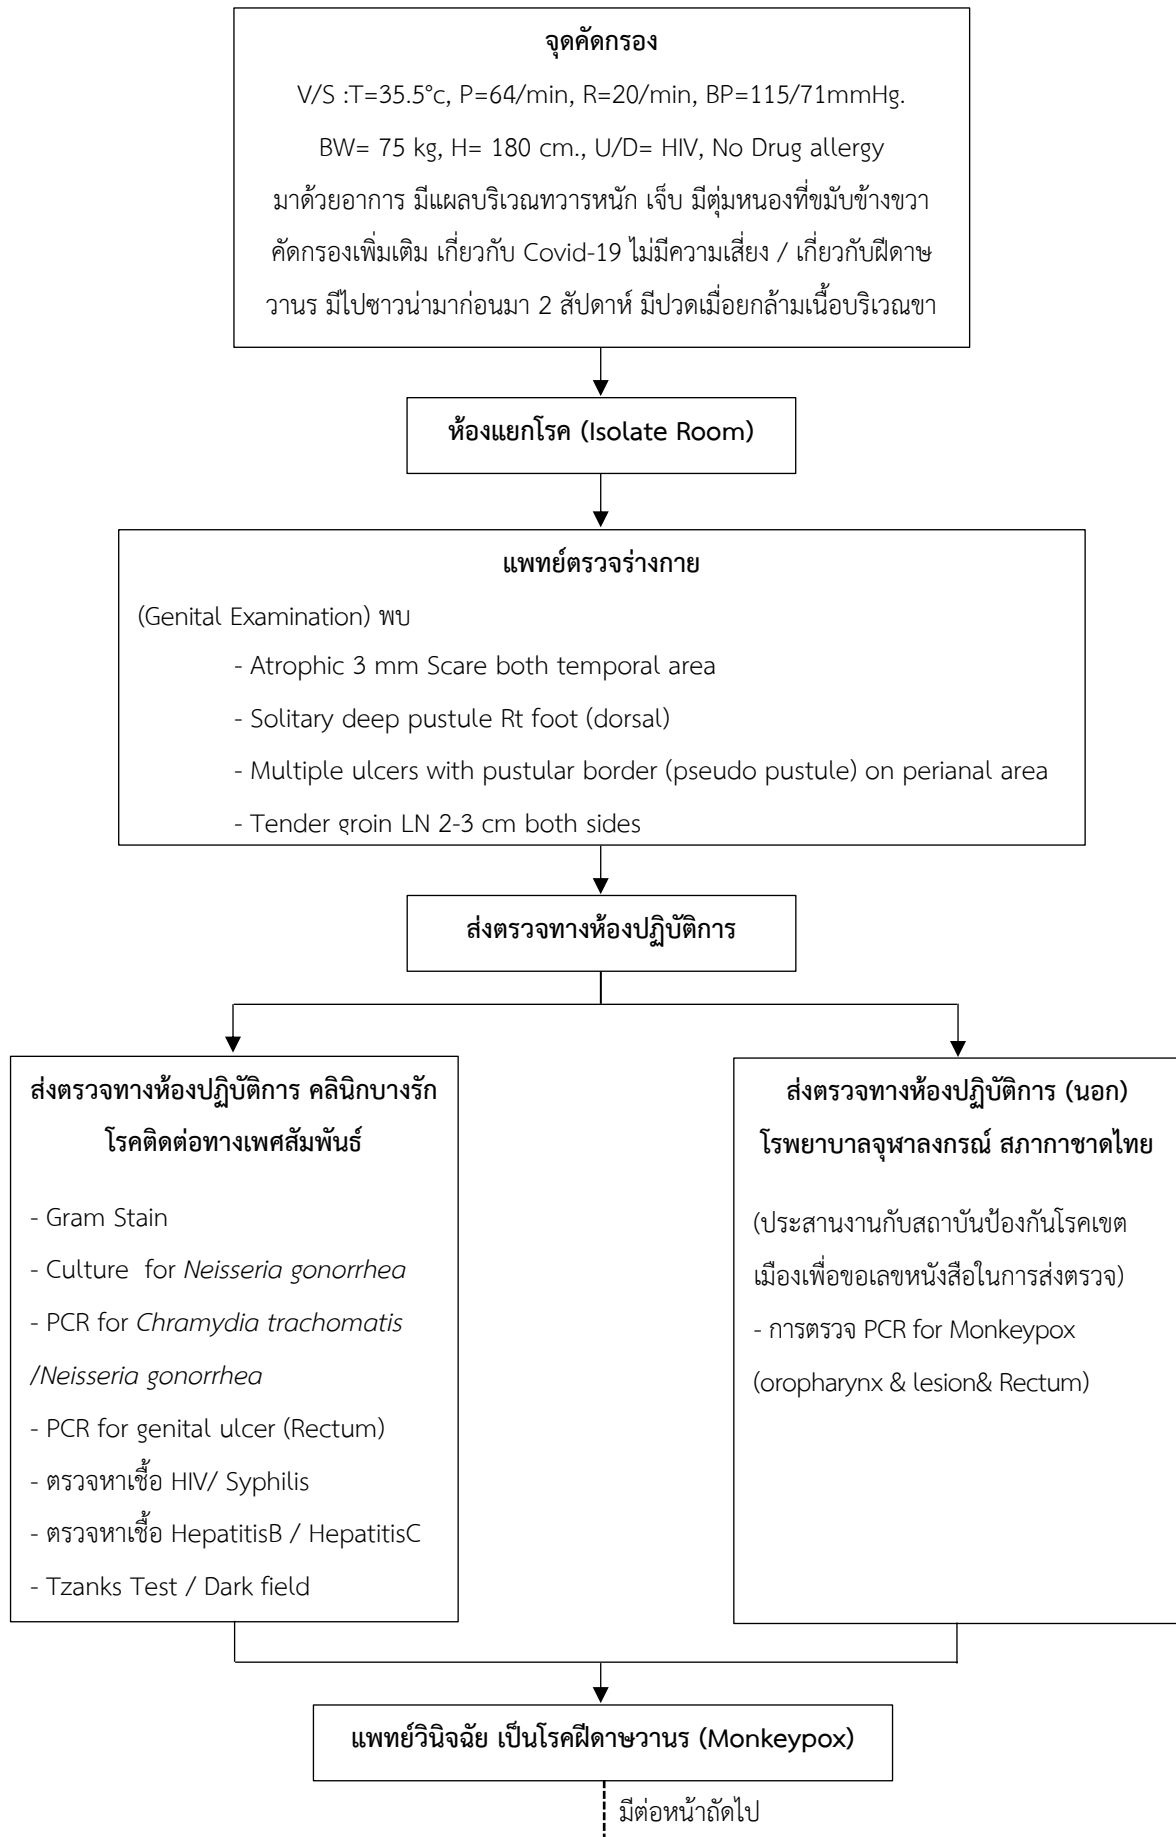 จุดคัดกรอง
V/S :T=35.5°c, P=64/min, R=20/min, BP=115/71mmHg.
BW= 75 kg, H= 180 cm., U/D= HIV, No Drug allergy
มาด้วยอาการ มีแผลบริเวณทวารหนัก เจ็บ มีตุ่มหนองที่ขมับข้างขวา
คัดกรองเพิ่มเติม เกี่ยวกับ Covid-19 ไม่มีความเสี่ยง / เกี่ยวกับฝีดาษ
วานร มีไปซาวน่ามาก่อนมา 2 สัปดาห์ มีปวดเมื่อยกล้ามเนื้อบริเวณขา
ห้องแยกโรค (Isolate Room)
แพทย์ตรวจร่างกาย
(Genital Examination) พบ
- Atrophic 3 mm Scare both temporal area
- Solitary deep pustule Rt foot (dorsal)
- Multiple ulcers with pustular border (pseudo pustule) on perianal area
- Tender groin LN 2-3 cm both sides
ส่งตรวจทางห้องปฏิบัติการ
ส่งตรวจทางห้องปฏิบัติการ คลินิกบางรัก
โรคติดต่อทางเพศสัมพันธ์
- Gram Stain
- Culture for Neisseria gonorrhea
- PCR for Chramydia trachomatis
/Neisseria gonorrhea
- PCR for genital ulcer (Rectum)
- ตรวจหาเชื้อ HIV/ Syphilis
- ตรวจหาเชื้อ HepatitisB / HepatitisC
- Tzanks Test / Dark field
ส่งตรวจทางห้องปฏิบัติการ (นอก)
โรพยาบาลจุฬาลงกรณ์ สภากาชาดไทย
(ประสานงานกับสถาบันป้องกันโรคเขต
เมืองเพื่อขอเลขหนังสือในการส่งตรวจ)
- การตรวจ PCR for Monkeypox
(oropharynx & lesion& Rectum)
แพทย์วินิจฉัย เป็นโรคฝีดาษวานร (Monkeypox)
มีต่อหน้าถัดไป